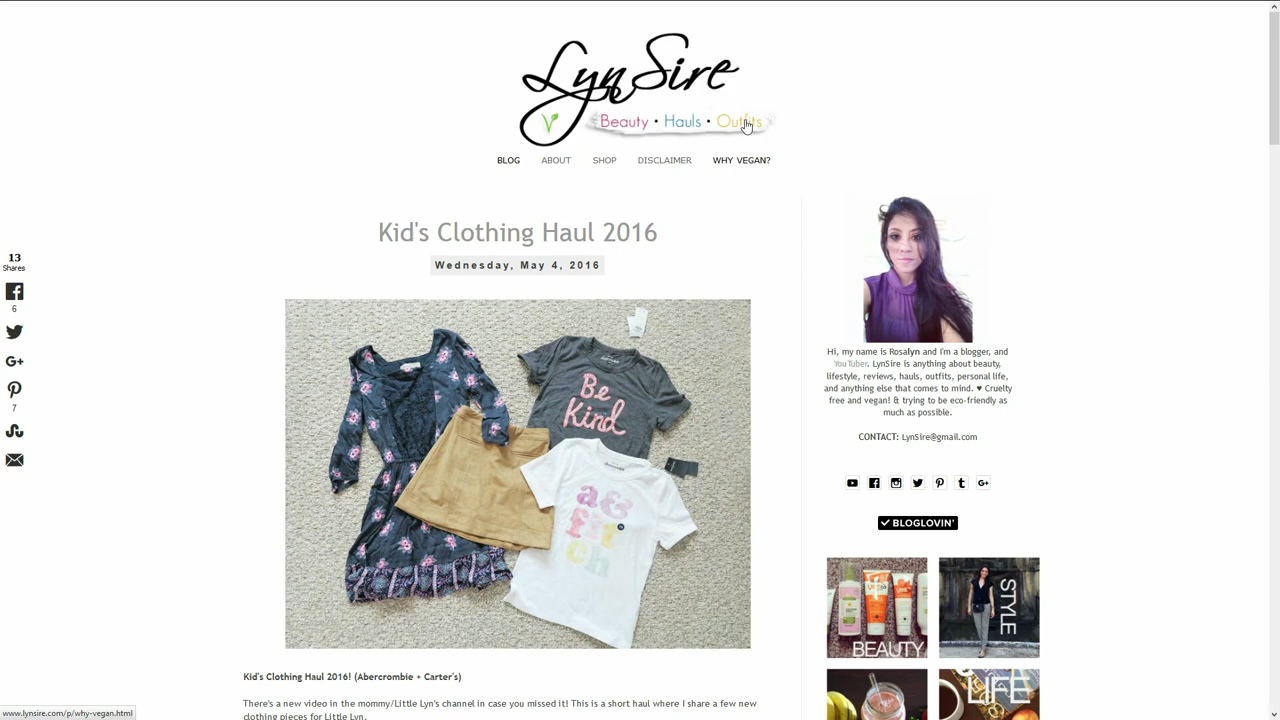 LynSire
V Beauty • Hauls • Outfits
BLOG ABOUT SHOP DISCLAIMER WHY VEGAN?
Kid's Clothing Haul 2016
Wednesday, May 4, 2016
13
Shares
6
7
Be
Kind
a&
fit
ch
Kid's Clothing Haul 2016! (Abercrombie + Carter's)
There's a new video in the mommy/Little Lyn's channel in case you missed it! This is a short haul where I share a few new
clothing pieces for Little Lyn.
Hi, my name is Rosalyn and I'm a blogger, and
YouTuber. LynSire is anything about beauty,
lifestyle, reviews, hauls, outfits, personal life,
and anything else that comes to mind. ♥ Cruelty
free and vegan! & trying to be eco-friendly as
much as possible.
CONTACT: LynSire@gmail.com
BLOGLOVIN'
BEAUTY
STYLE
LIFE
www.lynsire.com/p/why-vegan.html